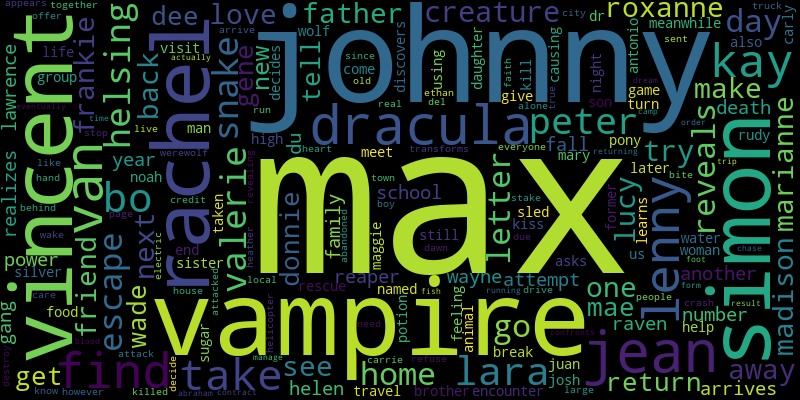 appears
together
dee
love
father
creature
roxanne
truck
carly
city
dr
meanwhile
vincent
life
visit
arrive
johnny
wolf
decides
discovers
using
daughter
tell
new
since
come
old
kill
night
antonio
day
also
sent
frankie
helsing
back
snake
gene
group
actually
kay
causing
faith
ethan
del
real
son
game
turn
give
run
make
lawrence
stop
live
man
rachel
high
dracula
peter
alone
true
everyone
dream
camp
death
rudy
order
simon
marianne
werewolf
transforms
heart
du
fall
mary
pony
try
reveals
returning
trip
realizes
like
hand
year
noah
van
valerie
revealing
meet
max
letter
school
boy
town
stake
kiss
sled
former
later
bite
lucy
learns
lenny
water
woman
us
behind
page
bo
next
credit
taken
heather
donnie
family
abandoned
maggie
still
dawn
due
asks
chase
foot
madison
wake
friend
escape
end
sister
electric
house
local
reaper
wayne
attempt
one
another
form
power
silver
care
wade
vampire
attacked
rescue
named
feeling
running
drive
mae
people
number
crash
result
gang
food
sugar
helicopter
need
potion
fish
animal
go
raven
help
break
confronts
destroy
blood
attack
find
take
see
home
carrie
refuse
lara
juan
josh
jean
return
away
arrives
get
know
however
killed
decide
abraham
manage
contract
helen
travel
brother
encounter
large